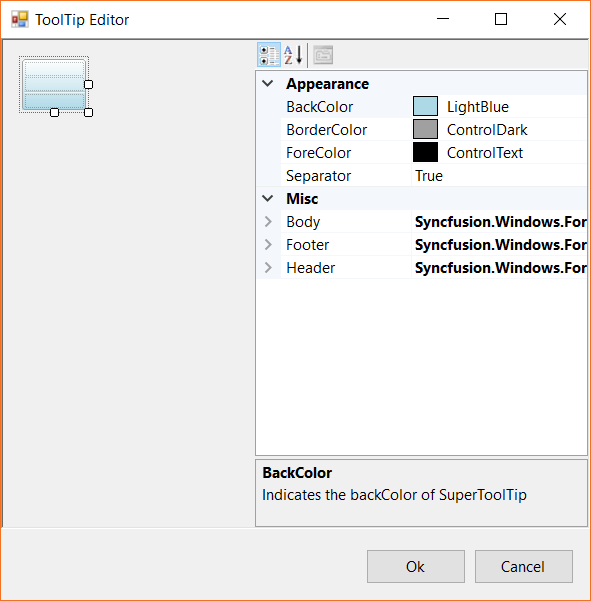 ToolTip Editor
Appearance
BackColor LightBlue
BorderColor ControlDark
ForeColor ControlText
Separator True
Misc
Body Syncfusion.Windows.For
Footer Syncfusion.Windows.For
Header Syncfusion.Windows.For
BackColor
Indicates the backColor of SuperToolTip
Ok Cancel